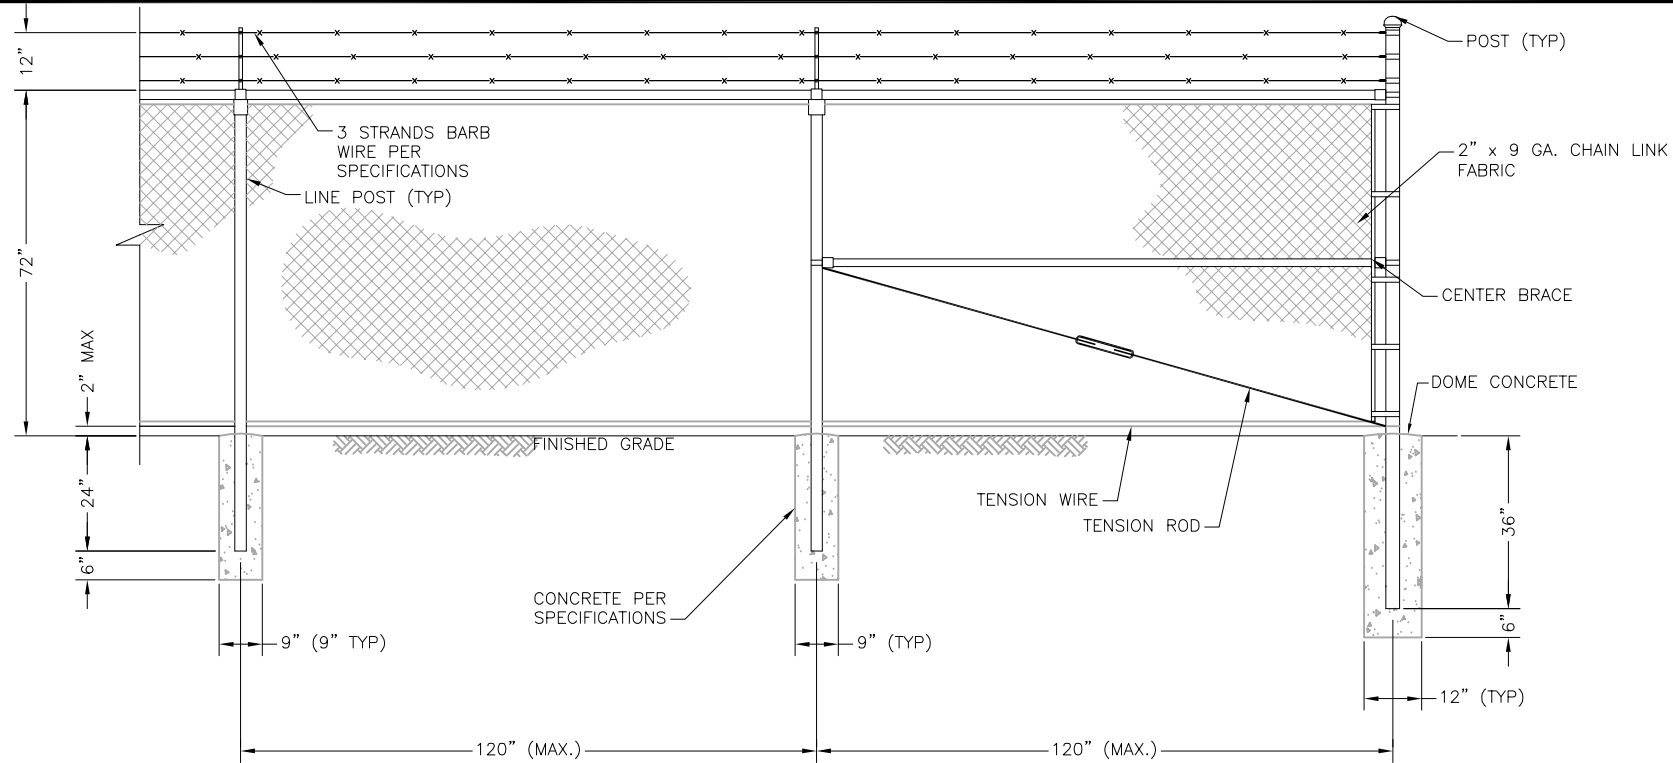 12”
POST (TYP)
3 STRANDS BARB
WIRE PER
SPECIFICATIONS
2” x 9 GA. CHAIN LINK
FABRIC
LINE POST (TYP)
72”
CENTER BRACE
2” MAX
DOME CONCRETE
FINISHED GRADE
24”
TENSION WIRE
TENSION ROD
36”
6”
CONCRETE PER
SPECIFICATIONS
6”
9” (9” TYP)
9” (TYP)
12” (TYP)
120” (MAX.)
120” (MAX.)